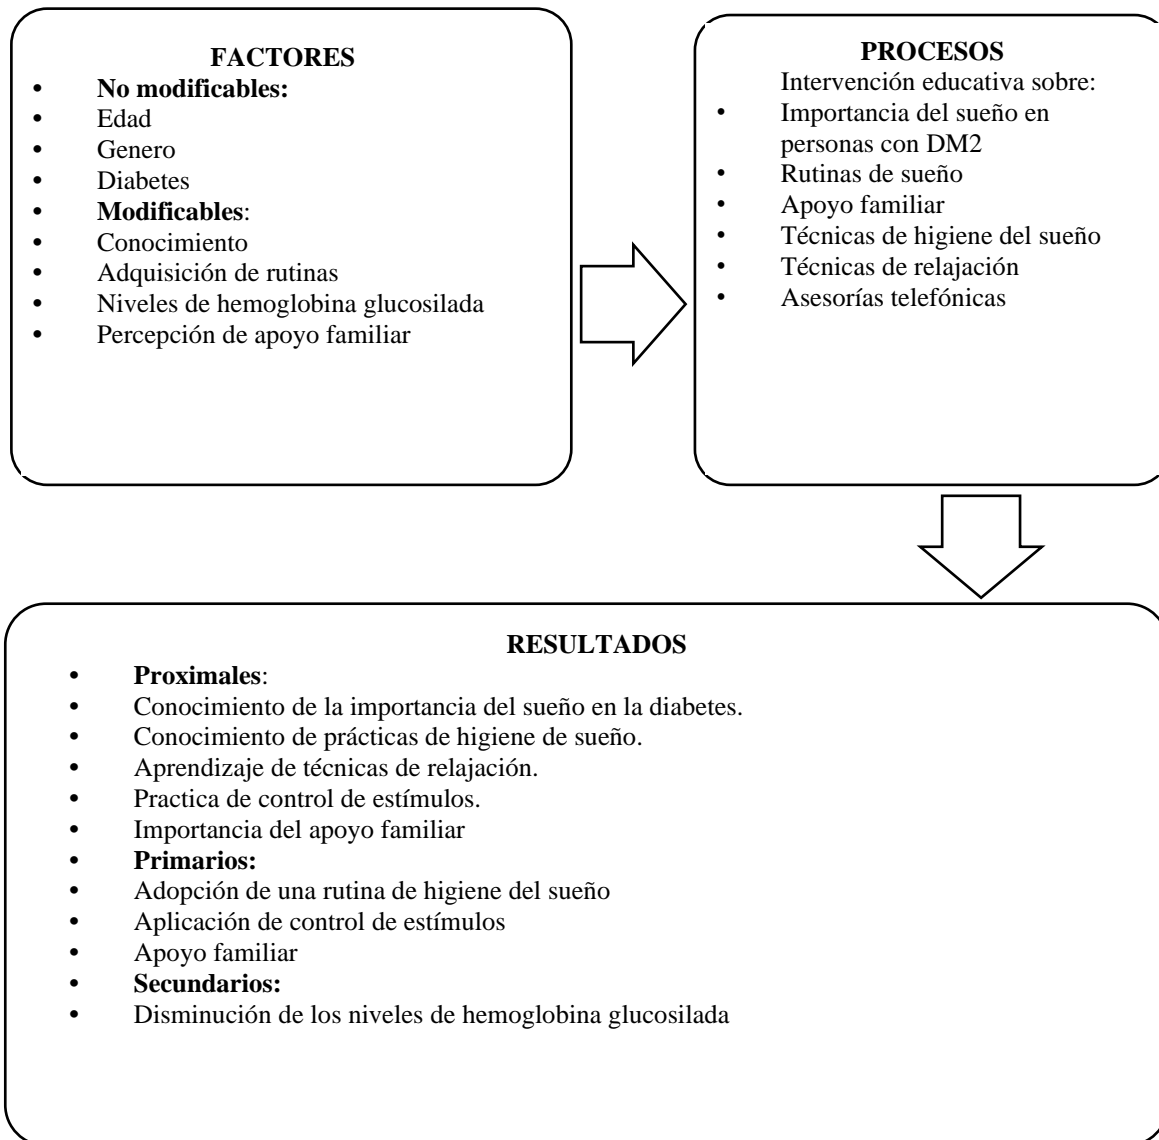 FACTORES
• No modificables:
• Edad
• Genero
• Diabetes
• Modificables:
• Conocimiento
• Adquisición de rutinas
• Niveles de hemoglobina glucosilada
• Percepción de apoyo familiar
PROCESOS
Intervención educativa sobre:
• Importancia del sueño en
personas con DM2
• Rutinas de sueño
• Apoyo familiar
• Técnicas de higiene del sueño
• Técnicas de relajación
• Asesorías telefónicas
RESULTADOS
• Proximales:
• Conocimiento de la importancia del sueño en la diabetes.
• Conocimiento de prácticas de higiene de sueño.
• Aprendizaje de técnicas de relajación.
• Practica de control de estímulos.
• Importancia del apoyo familiar
• Primarios:
• Adopción de una rutina de higiene del sueño
• Aplicación de control de estímulos
• Apoyo familiar
• Secundarios:
• Disminución de los niveles de hemoglobina glucosilada